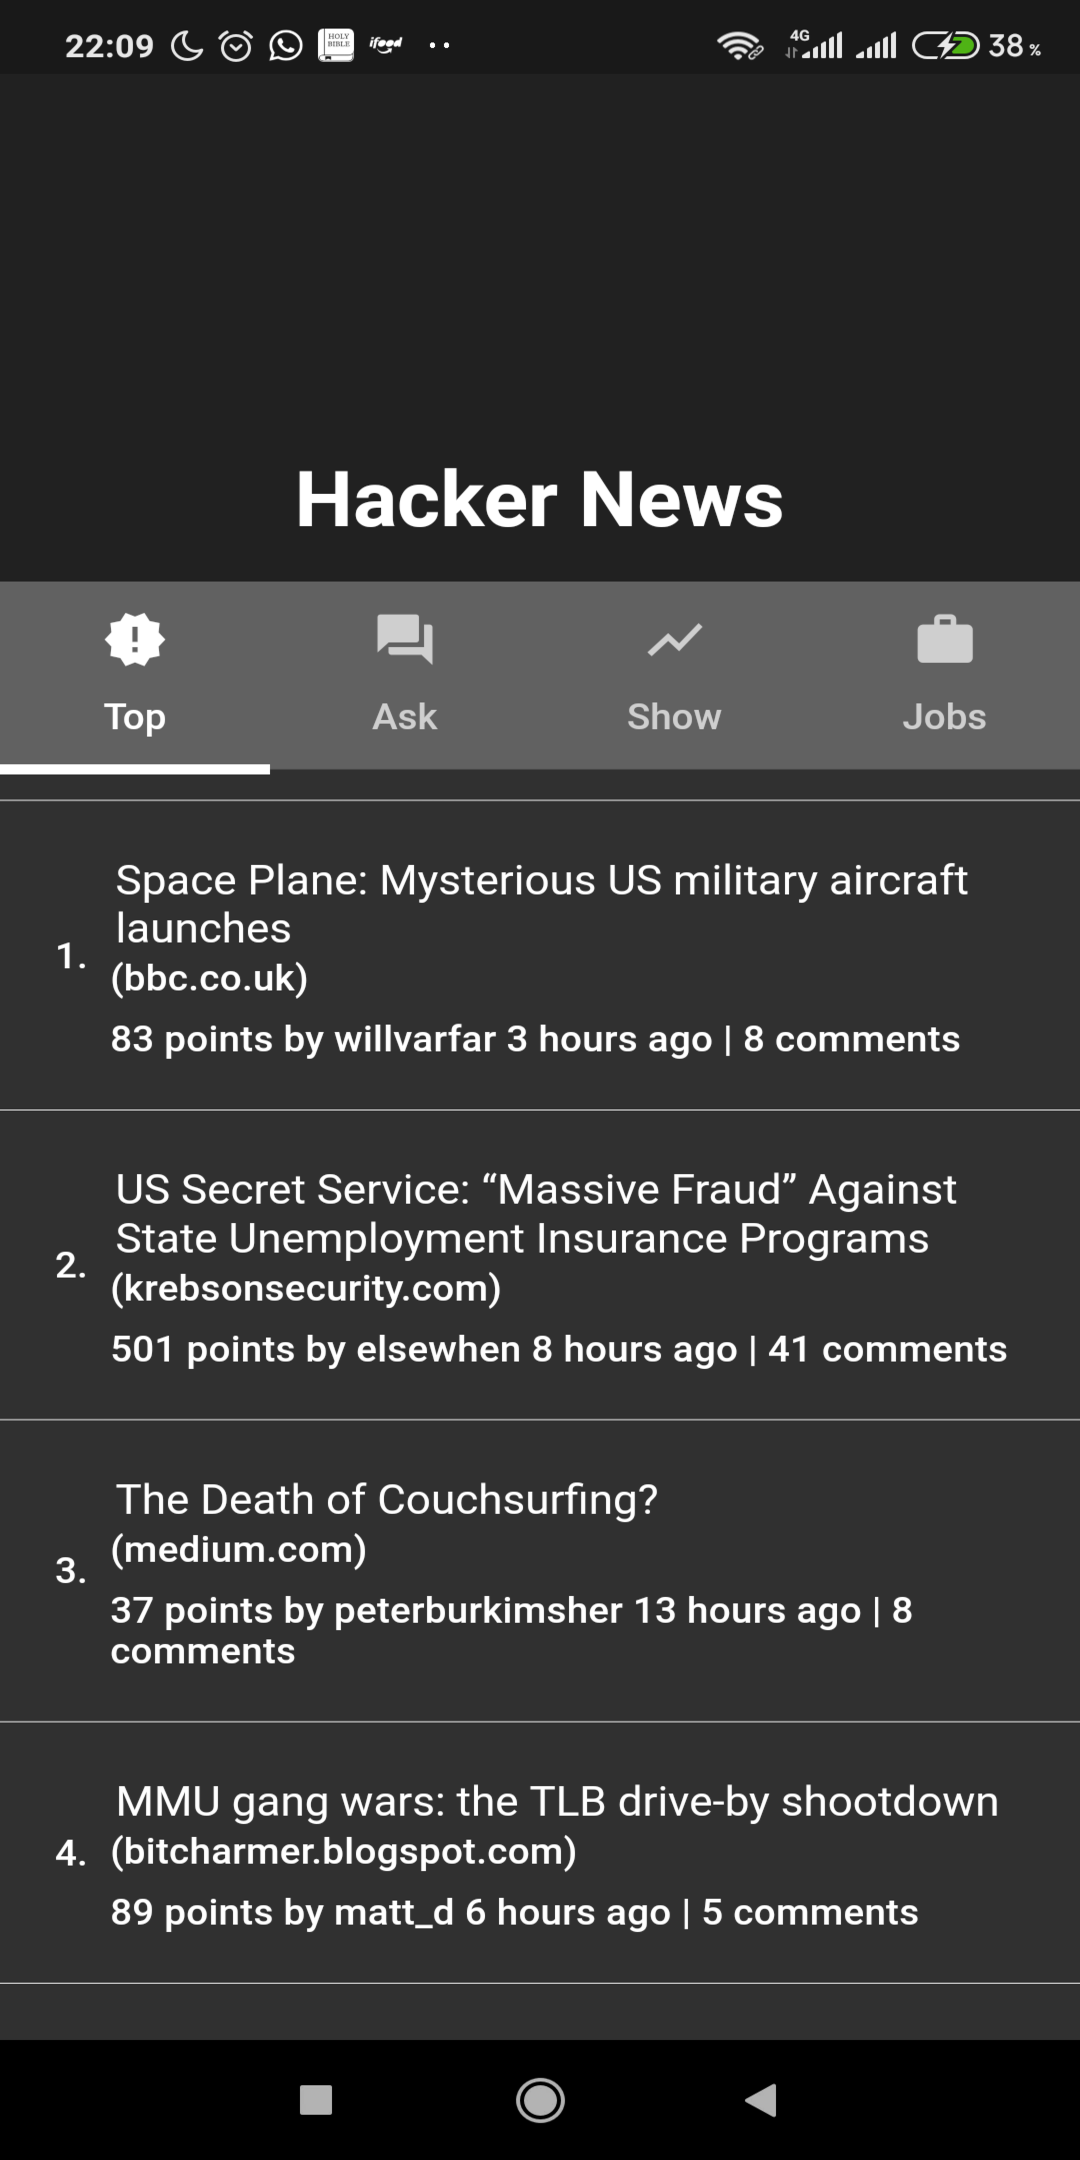 22:09 HOLY BIBLE ifood 4G 38 %
Hacker News
Top Ask Show Jobs
Space Plane: Mysterious US military aircraft
launches
1.
(bbc.co.uk)
83 points by willvarfar 3 hours ago | 8 comments
US Secret Service: “Massive Fraud” Against
State Unemployment Insurance Programs
2.
(krebsonsecurity.com)
501 points by elsewhen 8 hours ago | 41 comments
The Death of Couchsurfing?
(medium.com)
3.
37 points by peterburkimsher 13 hours ago | 8
comments
MMU gang wars: the TLB drive-by shootdown
4. (bitcharmer.blogspot.com)
89 points by matt_d 6 hours ago | 5 comments